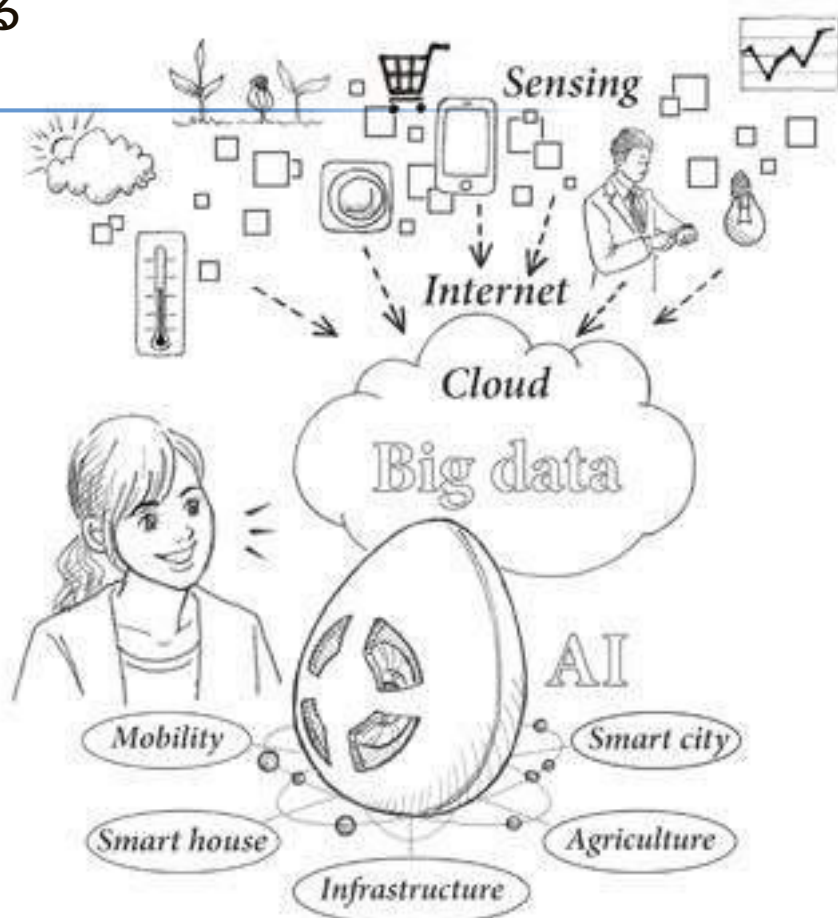 Sensing
Internet
Cloud
Big data
AI
Mobility
Smart city
Smart house
Agriculture
Infrastructure